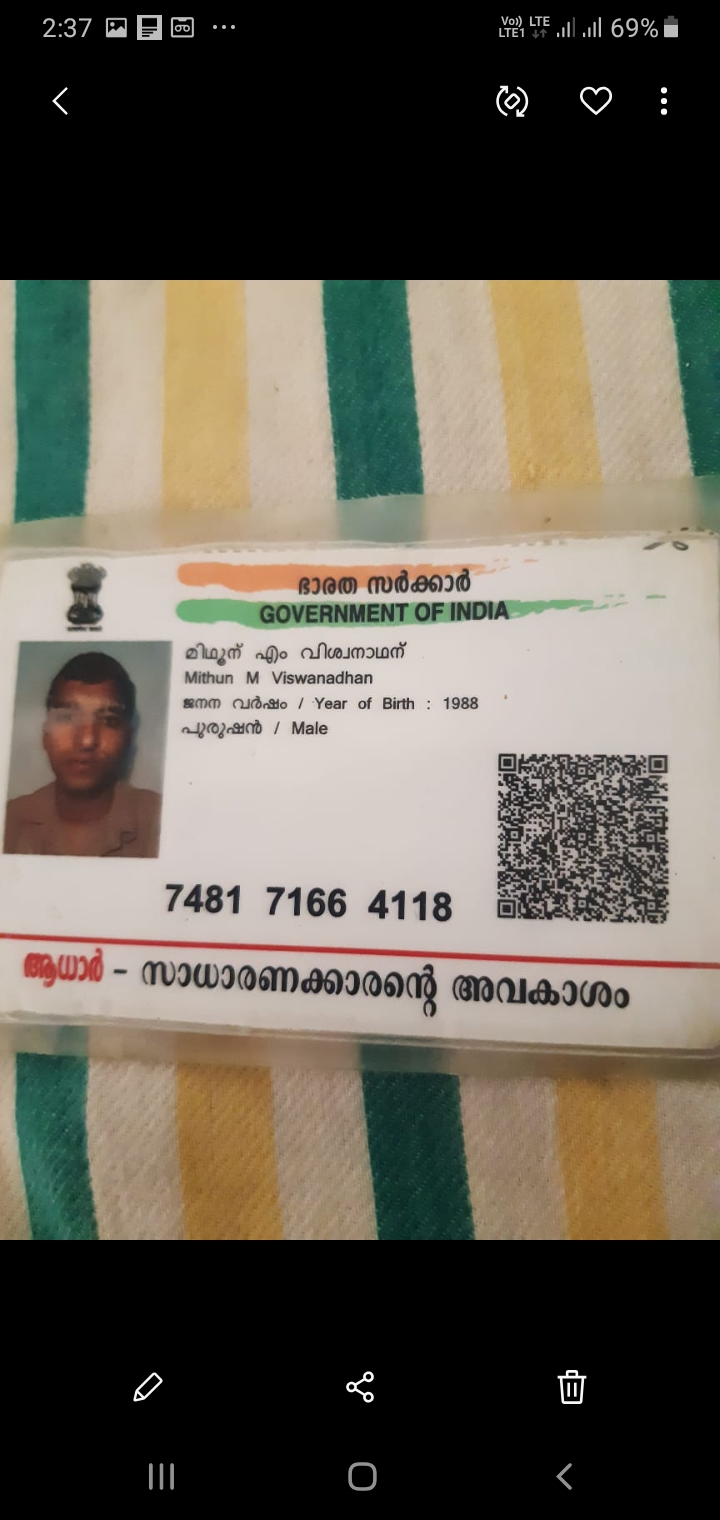 2:37
Vo)) LTE
LTE1
69%
ഭാരത സർക്കാർ
GOVERNMENT OF INDIA
മിഥുന് എം വിശ്വനാഥന്
Mithun M Viswanadhan
ജനന വർഷം / Year of Birth : 1988
പുരുഷൻ / Male
7481 7166 4118
ആധാർ - സാധാരണക്കാരന്റെ അവകാശം